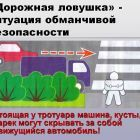 Дорожная ловушка» -
итуация обманчивой
езопасности
тоящая у тротуара машина, кусты,
арек могут скрывать за собой
вижущийся автомобиль!